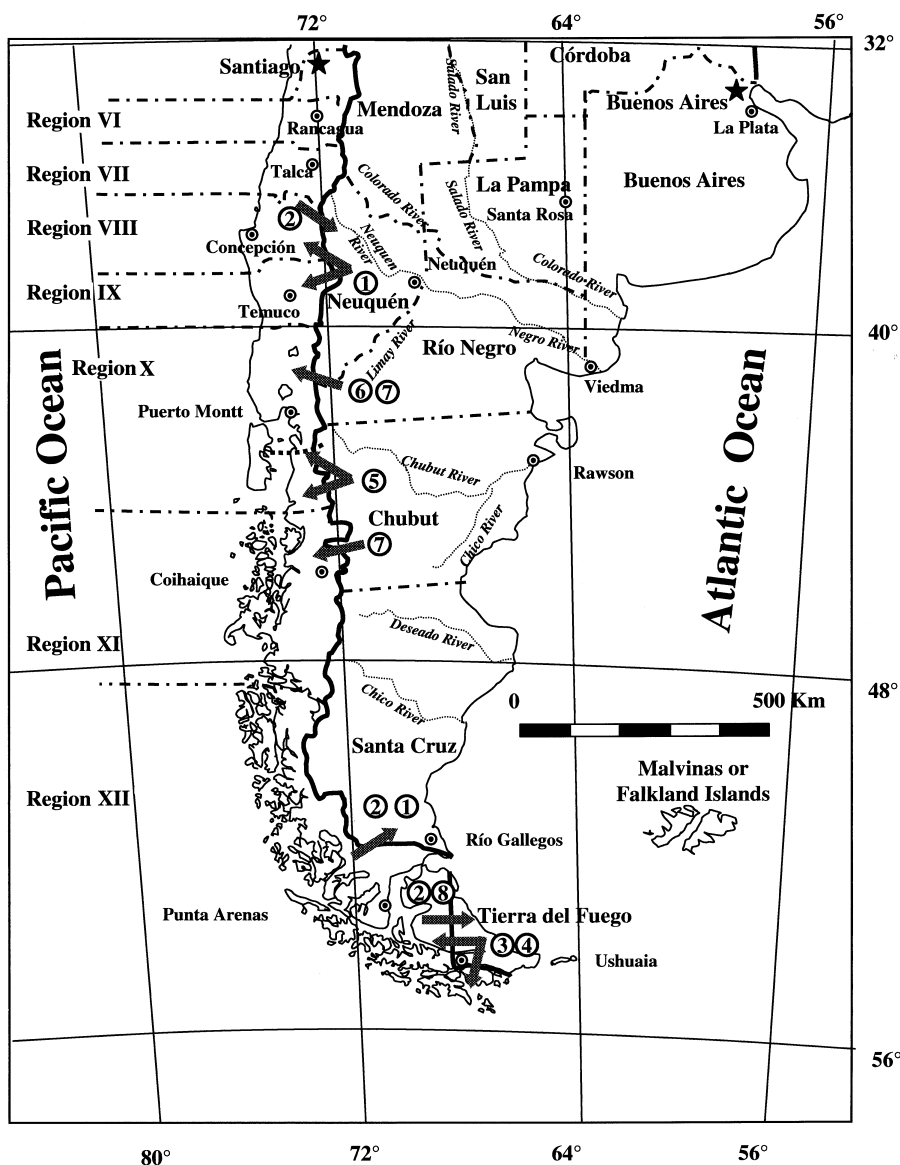 72°
64°
56°
32°
Santiago
Córdoba
San
Luis
Mendoza
Salado River
Buenos Aires
La Plata
Region VI
Rancagua
Region VII
Talca
Colorado River
La Pampa
Santa Rosa
Buenos Aires
Salado River
2
Region VIII
Concepción
Neuquen
River
Neuquén
Colorado River
1
Region IX
Neuquén
Temuco
Negro River
40°
Río Negro
Limay River
Region X
6 7
Viedma
Puerto Montt
Pacific Ocean
Atlantic Ocean
Chubut River
Rawson
5
Chubut
Chico River
7
Coihaique
Deseado River
Region XI
48°
Chico River
0
500 Km
Santa Cruz
Malvinas or
Falkland Islands
Region XII
2 1
Río Gallegos
2 8
Punta Arenas
Tierra del Fuego
3 4
Ushuaia
56°
80°
72°
64°
56°